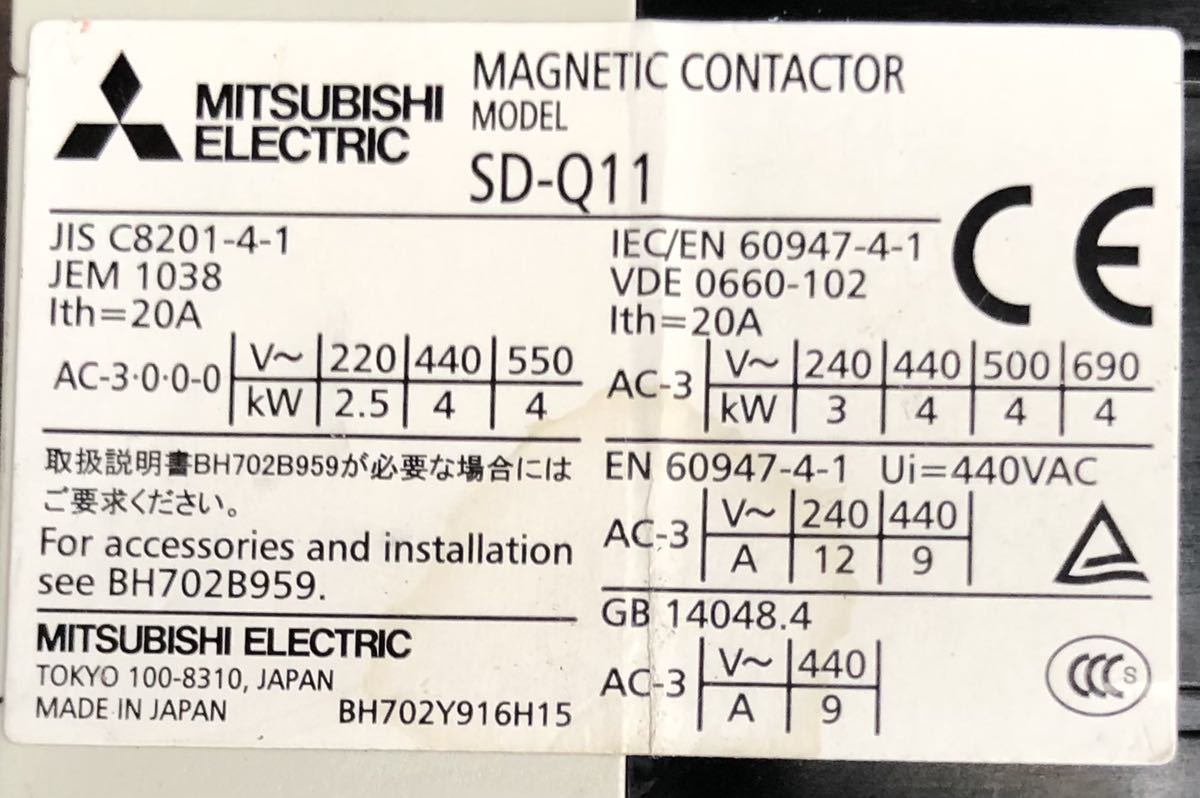 MITSUBISHI
ELECTRIC
MAGNETIC CONTACTOR
MODEL
SD-Q11
JIS C8201-4-1
JEM 1038
Ith=20A
AC-3·0·0-0
V~ 220 440 550
kW 2.5 4 4
取扱説明書BH702B959が必要な場合には
ご要求ください。
For accessories and installation
see BH702B959.
MITSUBISHI ELECTRIC
TOKYO 100-8310, JAPAN
MADE IN JAPAN BH702Y916H15
IEC/EN 60947-4-1
VDE 0660-102
Ith=20A
CE
AC-3
V~ 240 440 500 690
kW 3 4 4 4
EN 60947-4-1 Ui=440VAC
AC-3
V~ 240 440
A 12 9
GB 14048.4
AC-3
V~ 440
A 9
CCC S